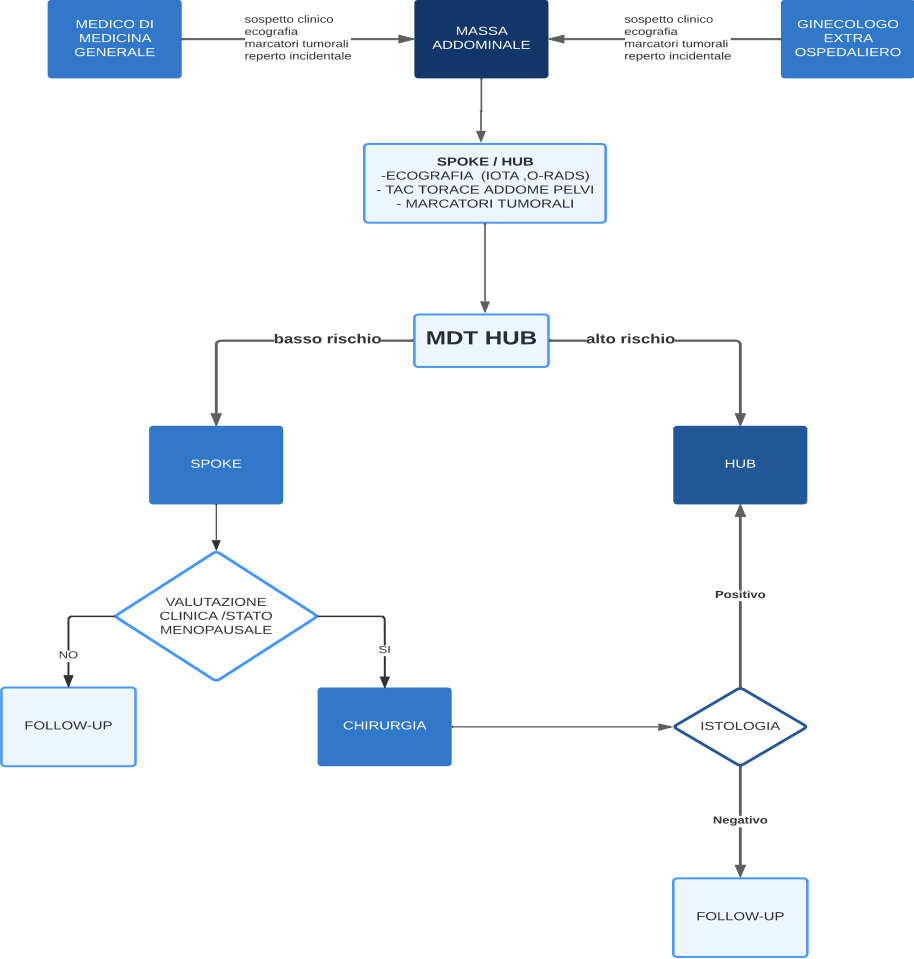 MEDICO DI
MEDICINA
GENERALE
sospetto clinico
ecografia
marcatori tumorali
reperto incidentale
MASSA
ADDOMINALE
sospetto clinico
ecografia
marcatori tumorali
reperto incidentale
GINECOLOGO
EXTRA
OSPEDALIERO
SPOKE / HUB
-ECOGRAFIA (IOTA ,O-RADS)
- TAC TORACE ADDOME PELVI
- MARCATORI TUMORALI
basso rischio
MDT HUB
alto rischio
SPOKE
HUB
VALUTAZIONE
CLINICA /STATO
MENOPAUSALE
Positivo
NO
SI
FOLLOW-UP
CHIRURGIA
ISTOLOGIA
Negativo
FOLLOW-UP